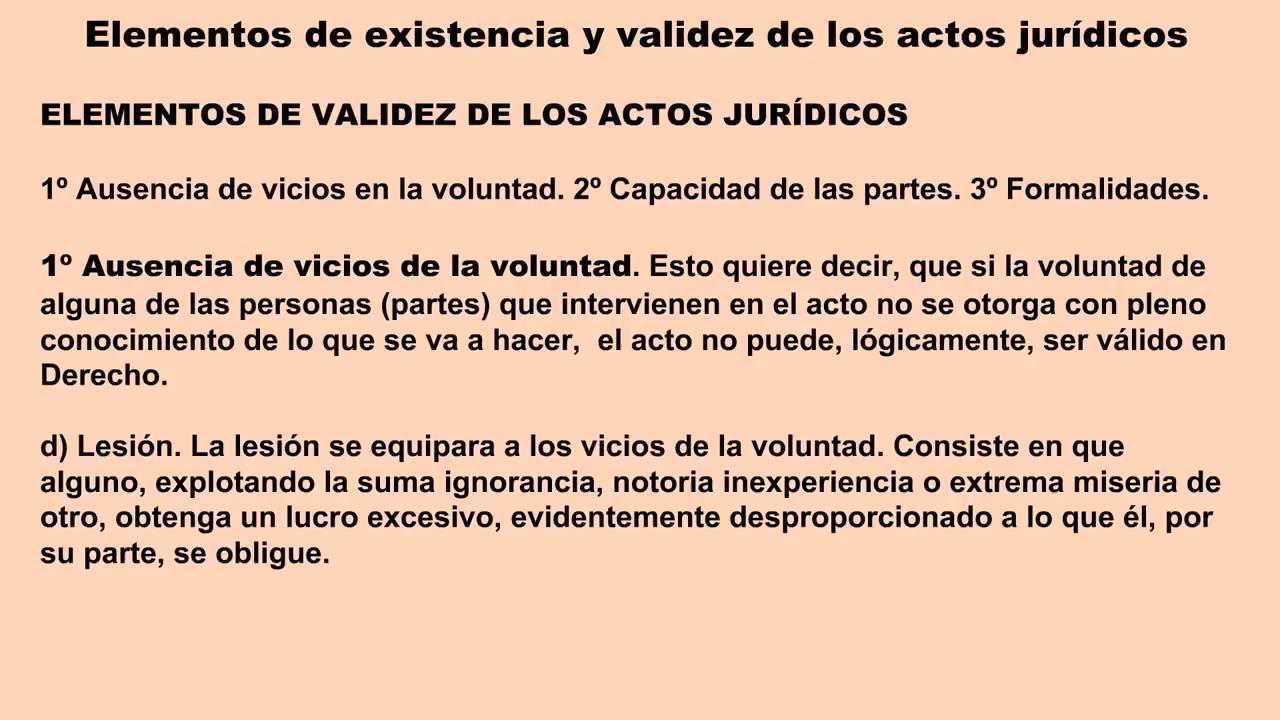 Elementos de existencia y validez de los actos jurídicos
ELEMENTOS DE VALIDEZ DE LOS ACTOS JURÍDICOS
1º Ausencia de vicios en la voluntad. 2º Capacidad de las partes. 3º Formalidades.
1º Ausencia de vicios de la voluntad. Esto quiere decir, que si la voluntad de
alguna de las personas (partes) que intervienen en el acto no se otorga con pleno
conocimiento de lo que se va a hacer,  el acto no puede, lógicamente, ser válido en
Derecho.
d) Lesión. La lesión se equipara a los vicios de la voluntad. Consiste en que
alguno, explotando la suma ignorancia, notoria inexperiencia o extrema miseria de
otro, obtenga un lucro excesivo, evidentemente desproporcionado a lo que él, por
su parte, se obligue.